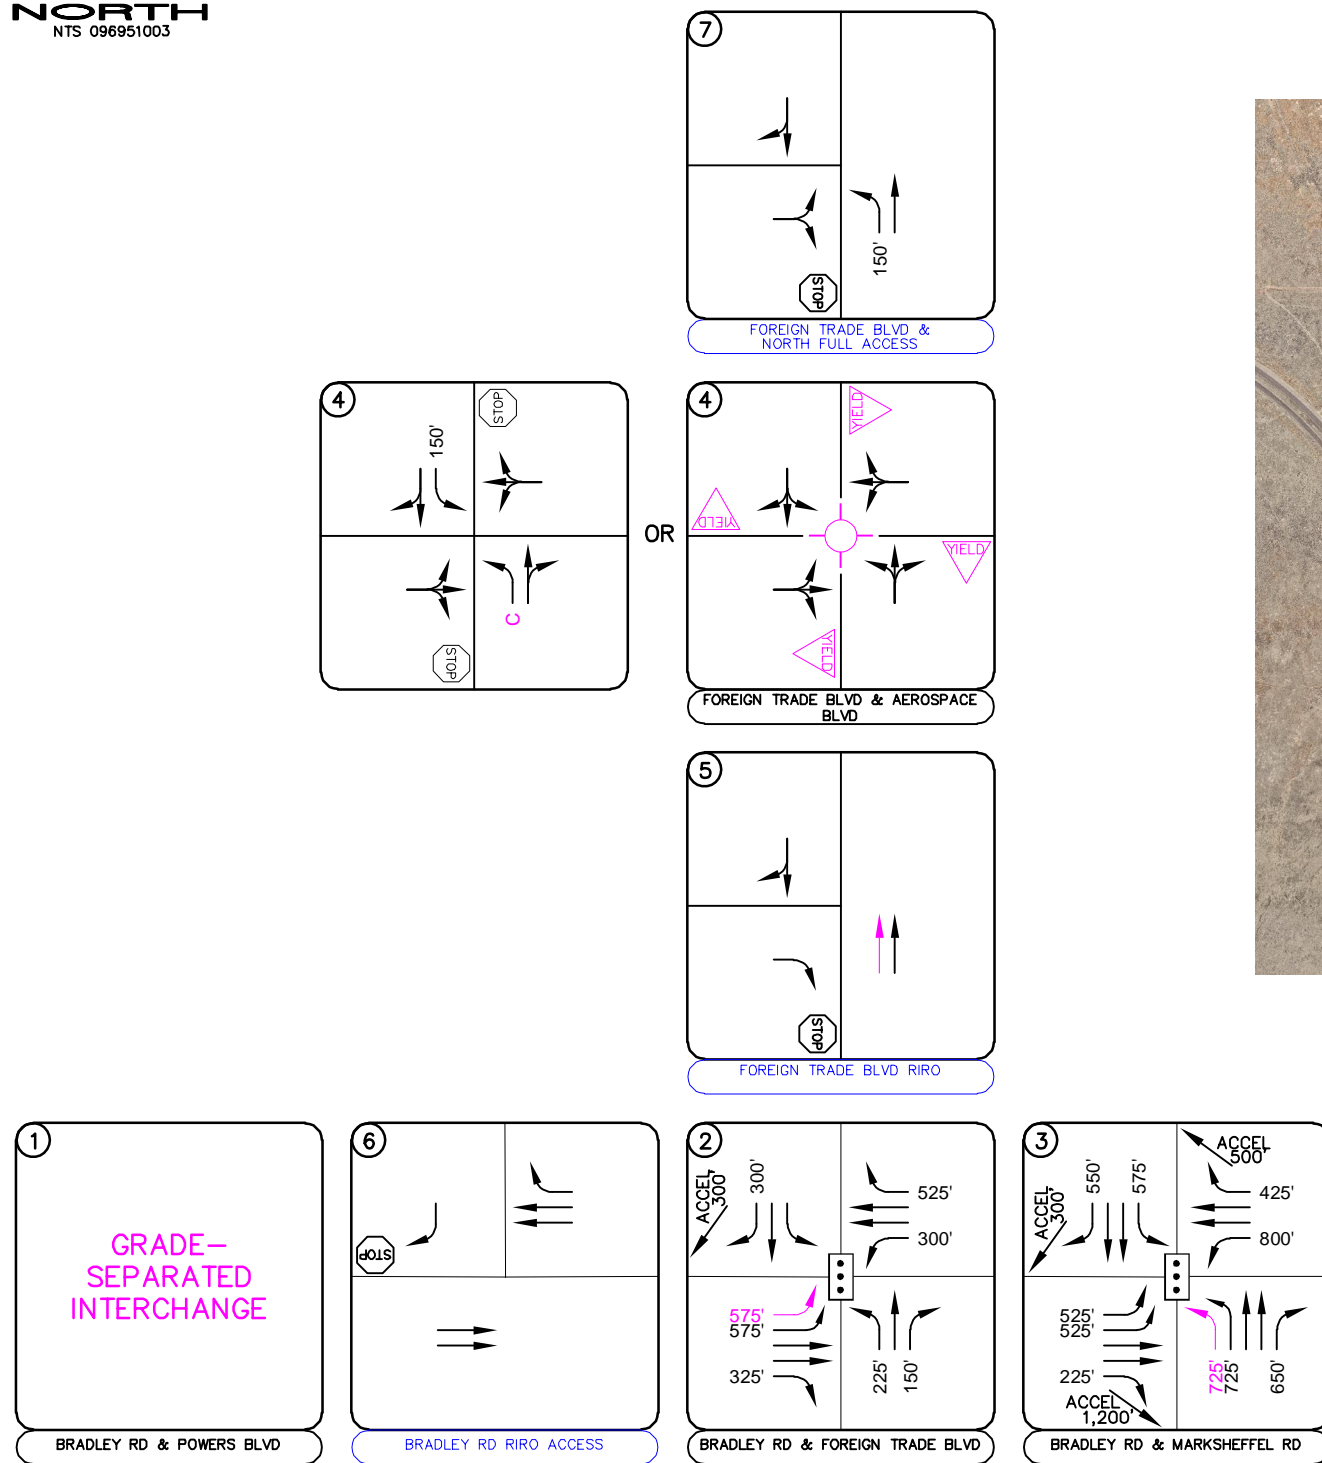 NORTH
NTS 096951003
7
150'
STOP
FOREIGN TRADE BLVD &
NORTH FULL ACCESS
4
150'
STOP
C
STOP
OR
4
YIELD
YIELD
YIELD
YIELD
FOREIGN TRADE BLVD & AEROSPACE
BLVD
5
STOP
FOREIGN TRADE BLVD RIRO
1
GRADE-
SEPARATED
INTERCHANGE
BRADLEY RD & POWERS BLVD
6
STOP
BRADLEY RD RIRO ACCESS
2
ACCEL
300'
300'
525'
300'
575'
575'
325'
225'
150'
BRADLEY RD & FOREIGN TRADE BLVD
3
ACCEL
500'
ACCEL
300'
550'
575'
425'
800'
525'
525'
225'
ACCEL
1,200'
725'
725'
650'
BRADLEY RD & MARKSHEFFEL RD